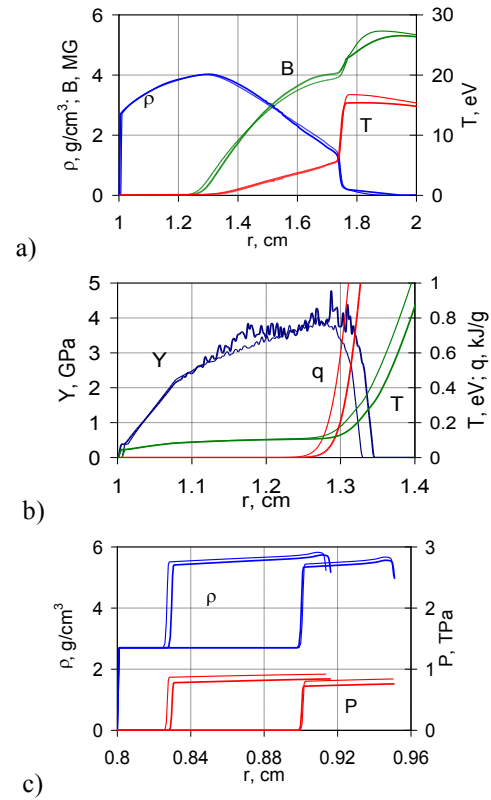 6 30
B
4 20
ρ
2 T 10
0 0
1 1.2 1.4 1.6 1.8 2
r, cm
ρ, g/cm³; B, MG
T, eV
a)
5 1
4 0.8
Y
3 0.6
q
2 0.4
T
1 0.2
0 0
1 1.1 1.2 1.3 1.4
r, cm
Y, GPa
T, eV; q, kJ/g
b)
6 3
4 2
ρ
2 1
P
0 0
0.8 0.84 0.88 0.92 0.96
r, cm
ρ, g/cm³
P, TPa
c)